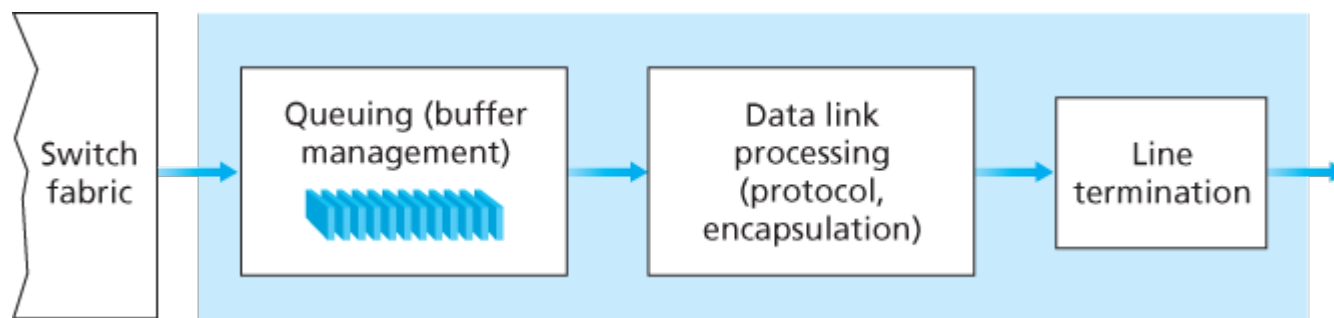 Switch
fabric
Queuing (buffer
management)
Data link
processing
(protocol,
encapsulation)
Line
termination